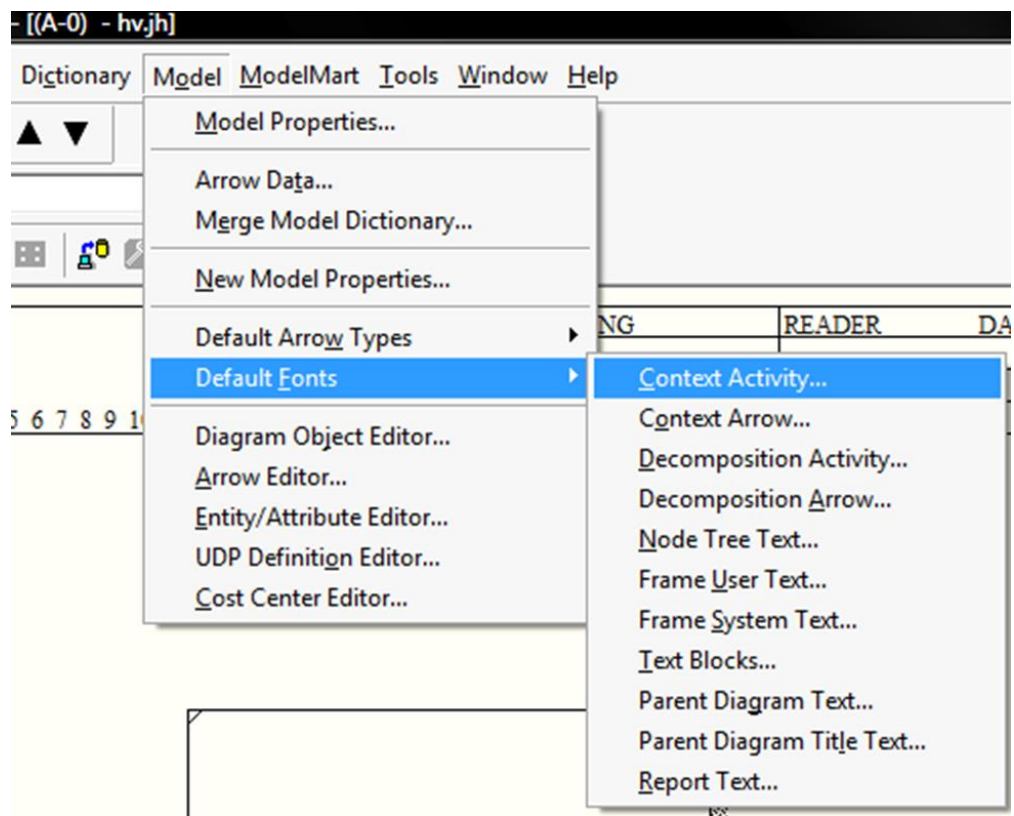 - [(A-0) - hv.jh]
Dictionary Model ModelMart Tools Window Help
Model Properties...
Arrow Data...
Merge Model Dictionary...
New Model Properties...
NG READER DA
Default Arrow Types
Default Fonts
Context Activity...
5 6 7 8 9 10
Context Arrow...
Diagram Object Editor...
Decomposition Activity...
Arrow Editor...
Decomposition Arrow...
Entity/Attribute Editor...
Node Tree Text...
UDP Definition Editor...
Frame User Text...
Cost Center Editor...
Frame System Text...
Text Blocks...
Parent Diagram Text...
Parent Diagram Title Text...
Report Text...